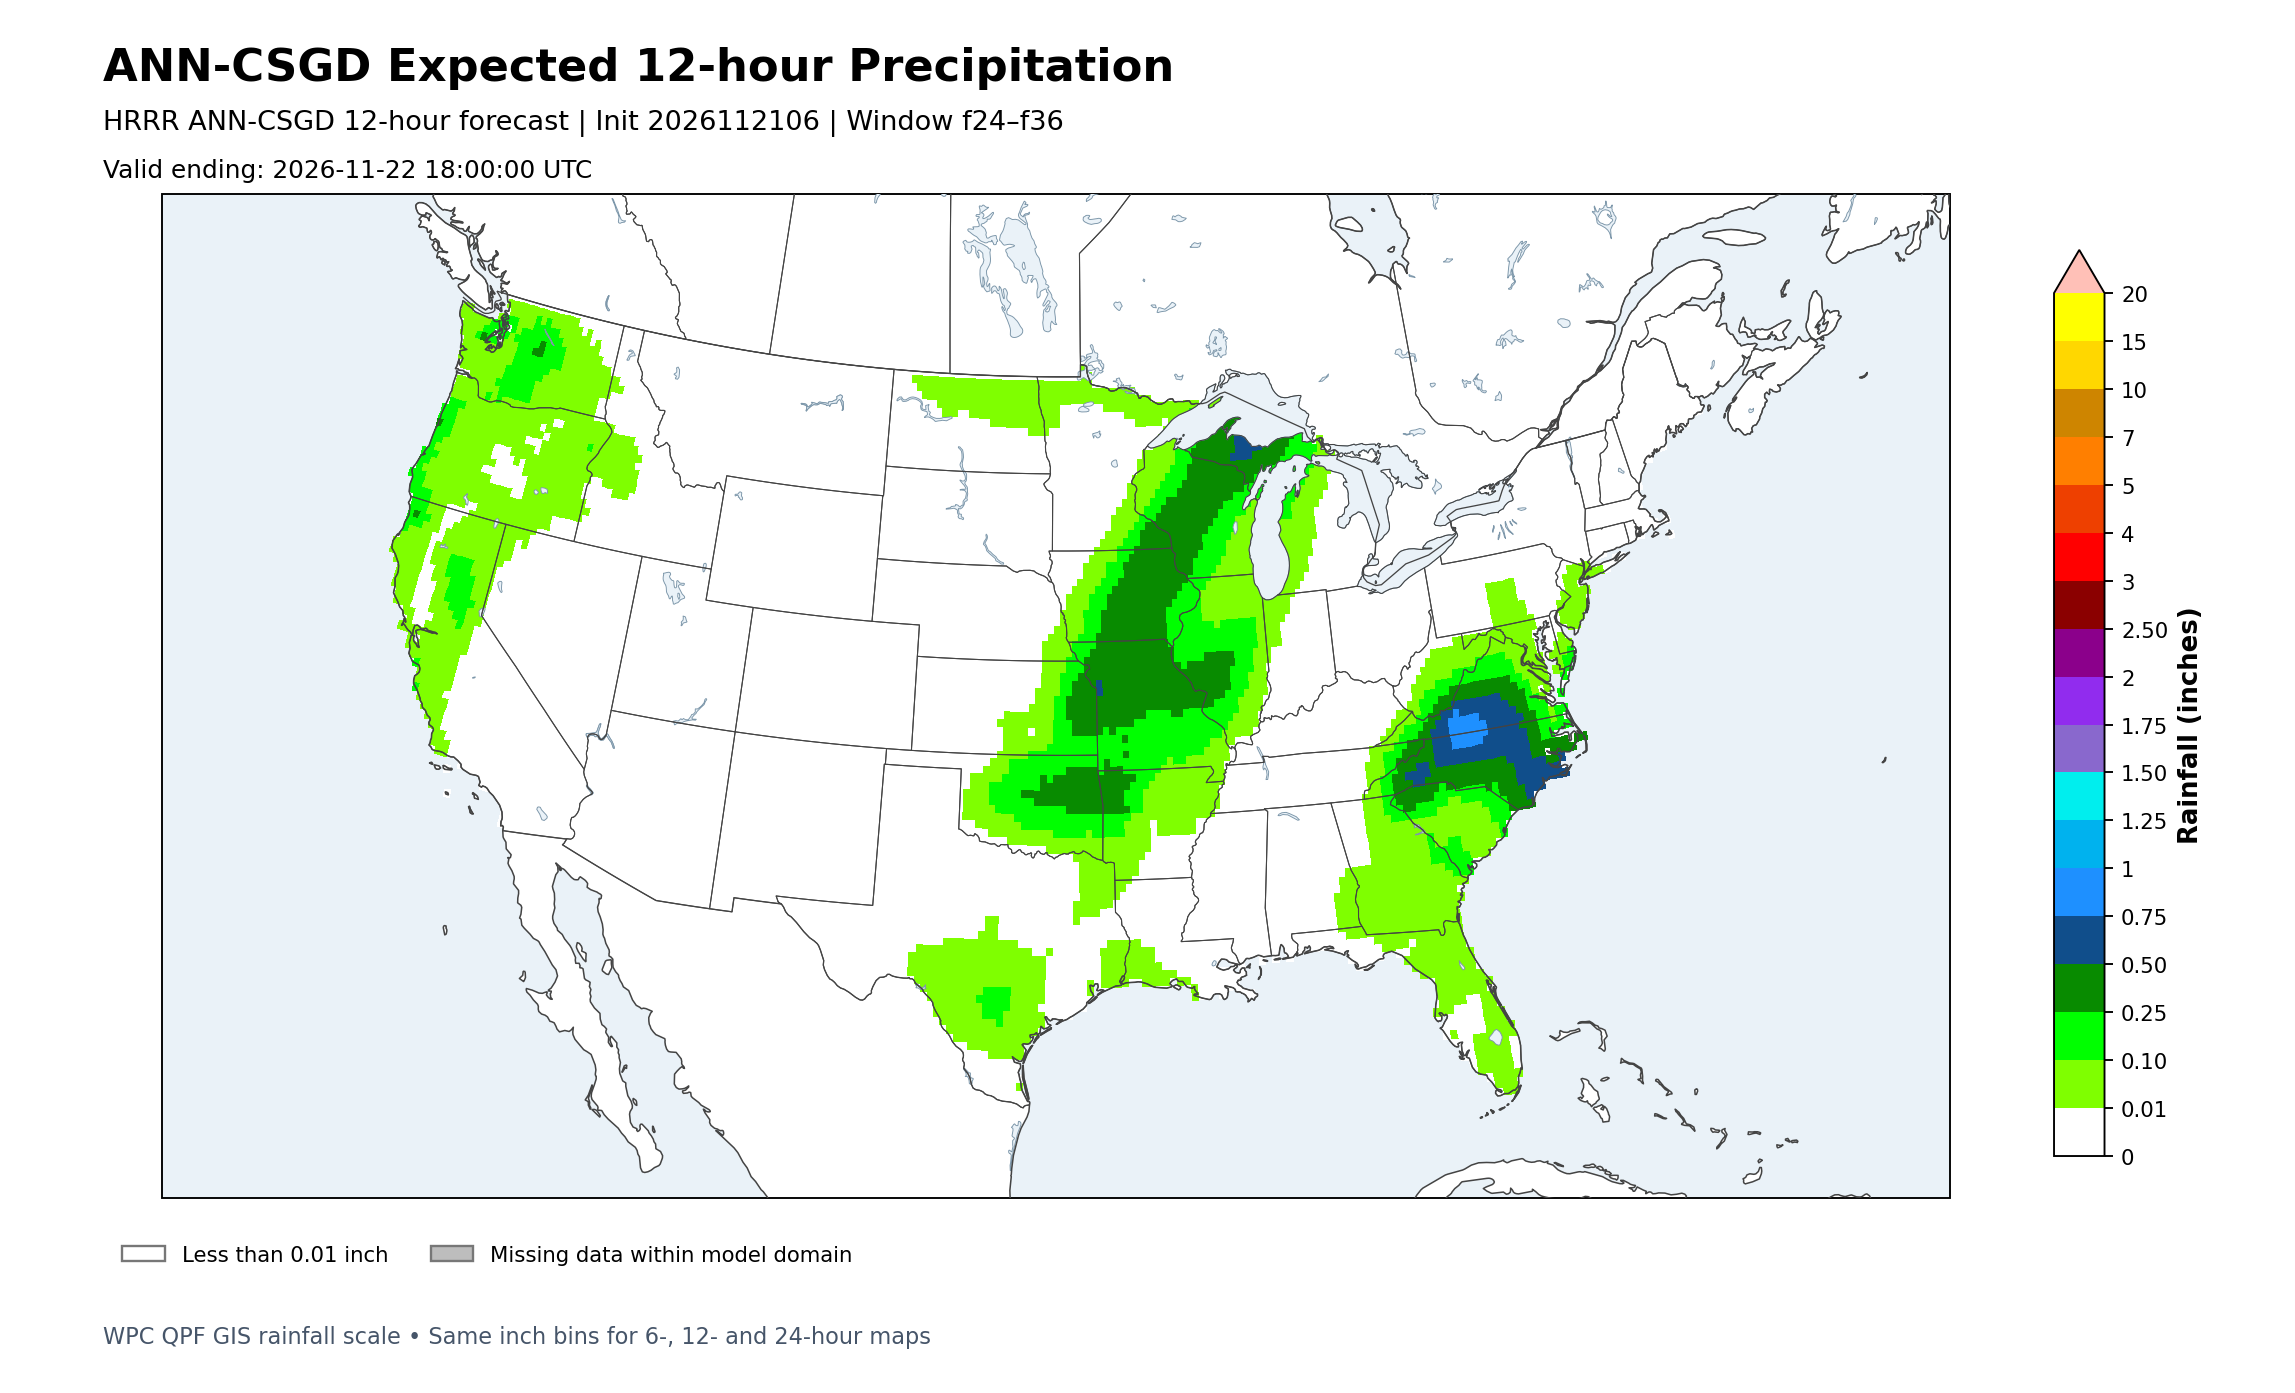 ANN-CSGD Expected 12-hour Precipitation
HRRR ANN-CSGD 12-hour forecast | Init 2026112106 | Window f24–f36
Valid ending: 2026-11-22 18:00:00 UTC
20
15
10
7
5
4
3
2.50
2
1.75
1.50
1.25
1
0.75
0.50
0.25
0.10
0.01
0
Rainfall (inches)
Less than 0.01 inch
Missing data within model domain
WPC QPF GIS rainfall scale • Same inch bins for 6-, 12- and 24-hour maps